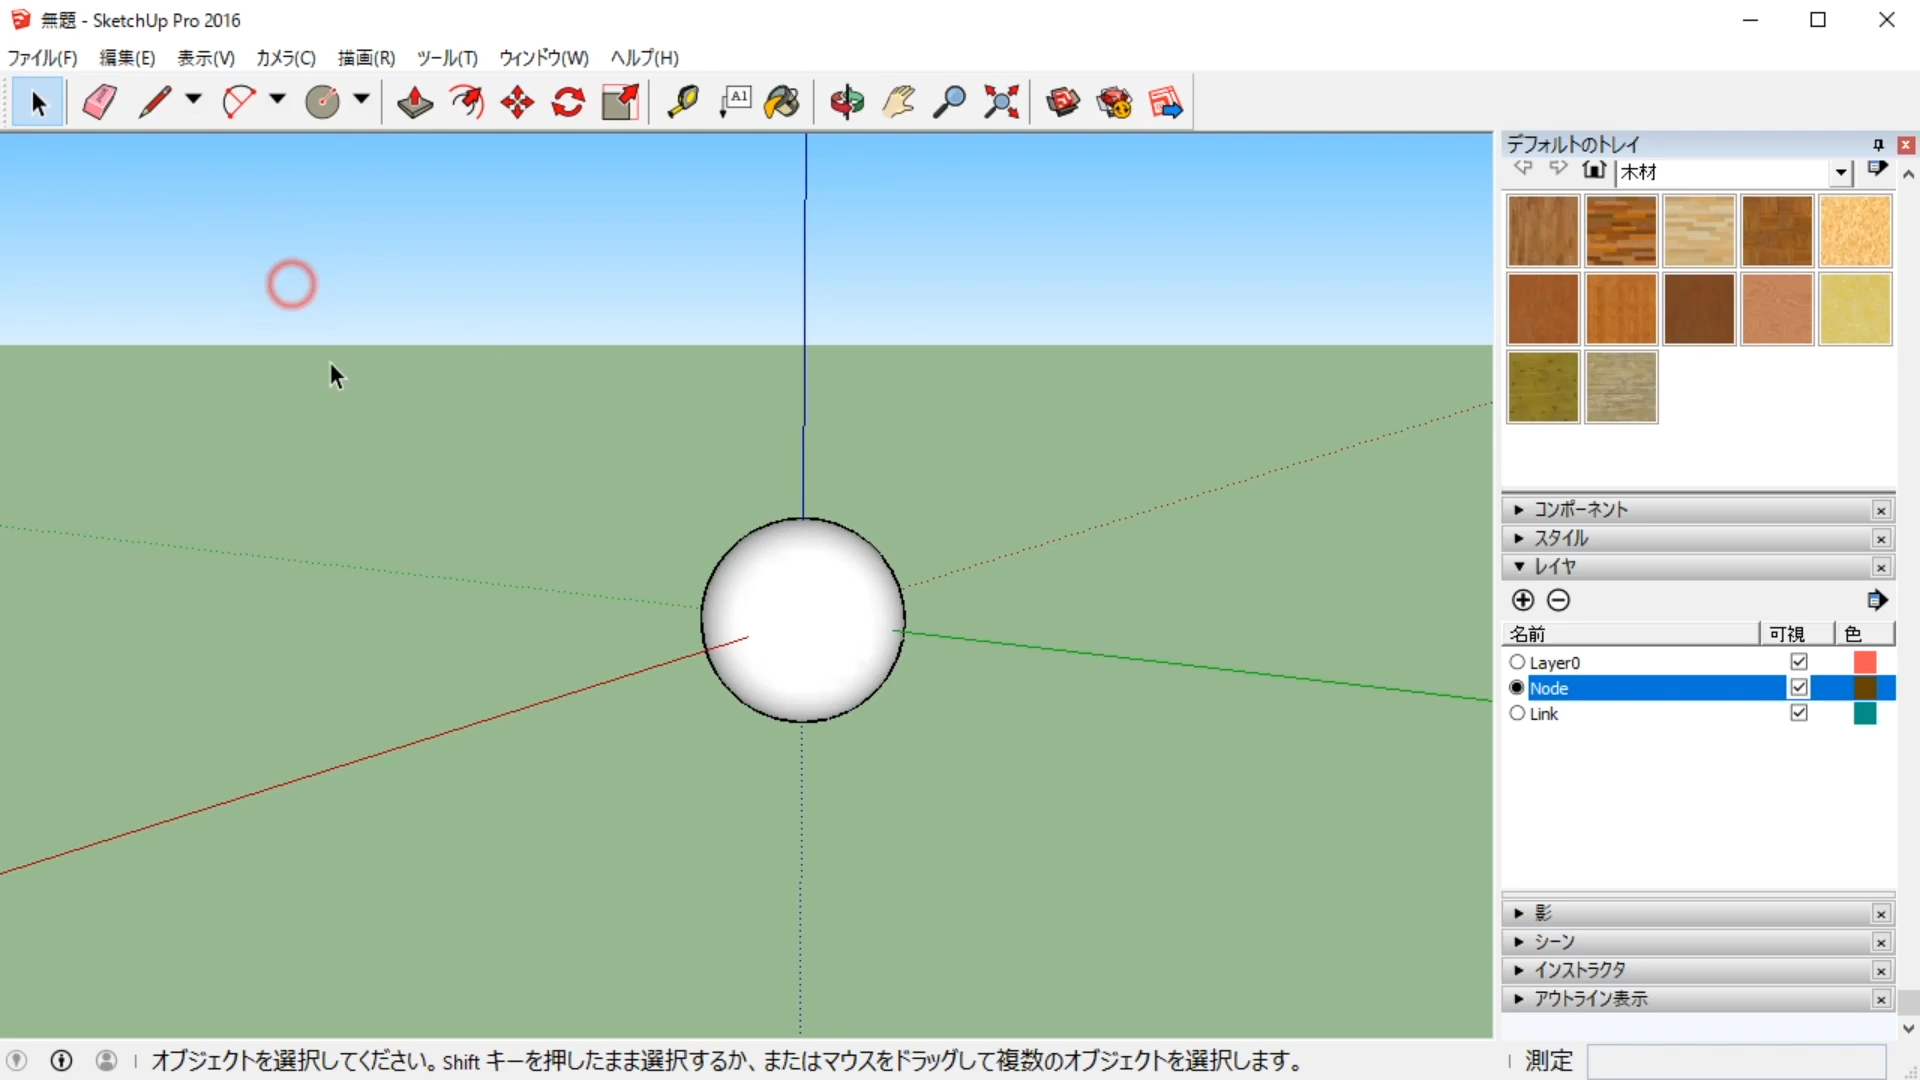 無題 - SketchUp Pro 2016
ファイル(F) 編集(E) 表示(V) カメラ(C) 描画(R) ツール(T) ウィンドウ(W) ヘルプ(H)
A1
デフォルトのトレイ
木材
コンポーネント
スタイル
レイヤ
名前 可視 色
Layer0
Node
Link
影
シーン
インストラクタ
アウトライン表示
オブジェクトを選択してください。Shift キーを押したまま選択するか、またはマウスをドラッグして複数のオブジェクトを選択します。
測定